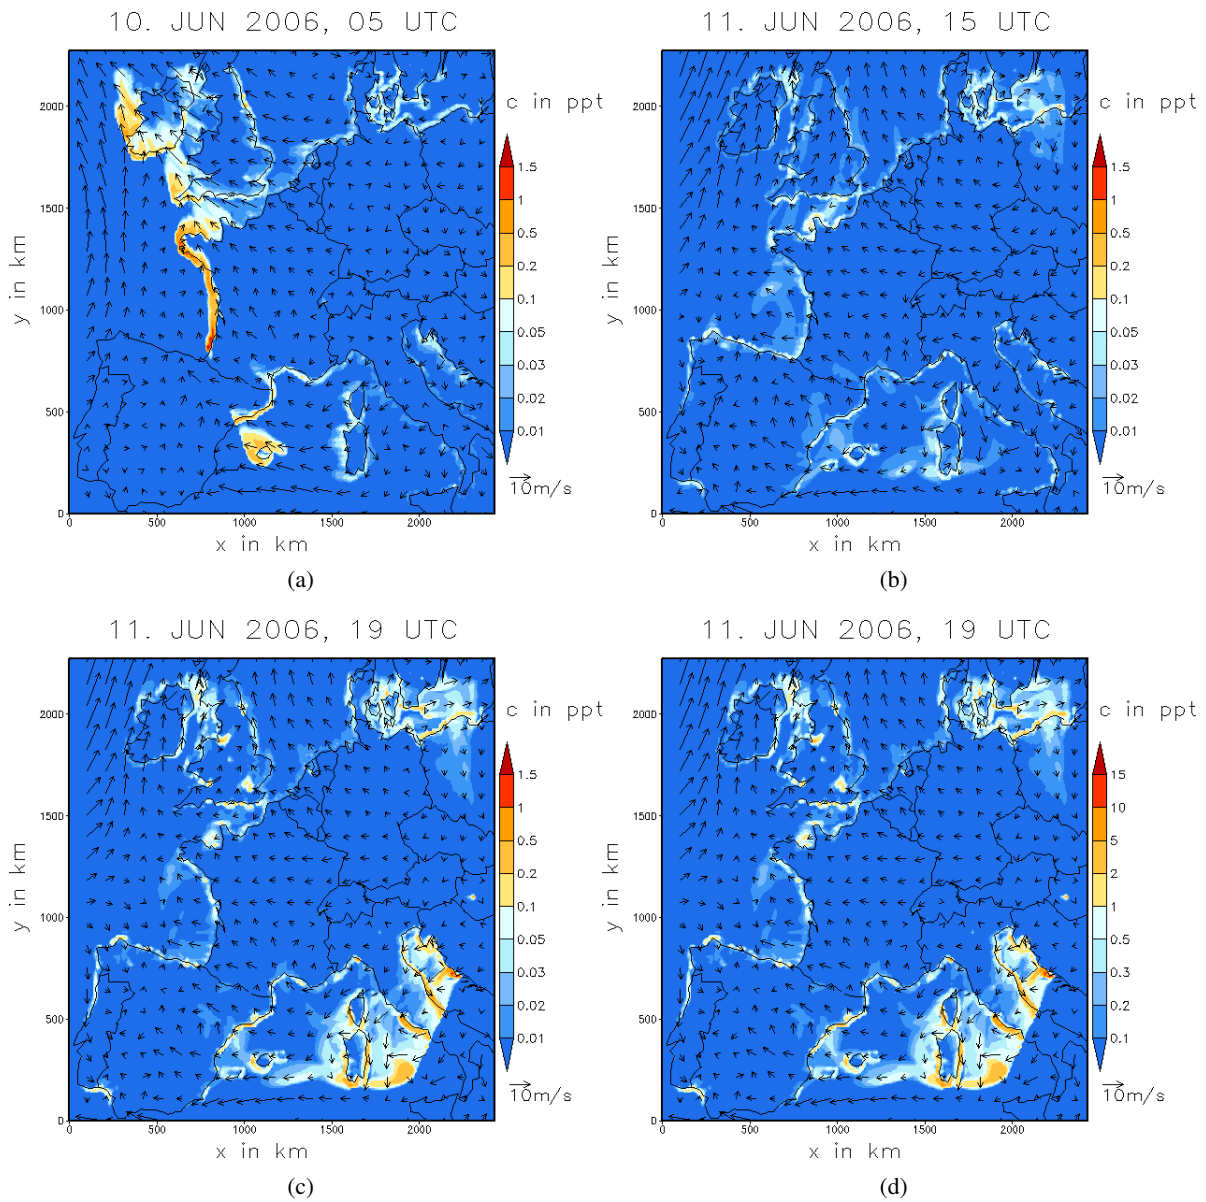 10. JUN 2006, 05 UTC
2000
1500
1000
500
0
0 500 1000 1500 2000
y in km
x in km
c in ppt
1.5
1
0.5
0.2
0.1
0.05
0.03
0.02
0.01
10m/s
(a)
11. JUN 2006, 15 UTC
2000
1500
1000
500
0
0 500 1000 1500 2000
y in km
x in km
c in ppt
1.5
1
0.5
0.2
0.1
0.05
0.03
0.02
0.01
10m/s
(b)
11. JUN 2006, 19 UTC
2000
1500
1000
500
0
0 500 1000 1500 2000
y in km
x in km
c in ppt
1.5
1
0.5
0.2
0.1
0.05
0.03
0.02
0.01
10m/s
(c)
11. JUN 2006, 19 UTC
2000
1500
1000
500
0
0 500 1000 1500 2000
y in km
x in km
c in ppt
15
10
5
2
1
0.5
0.3
0.2
0.1
10m/s
(d)